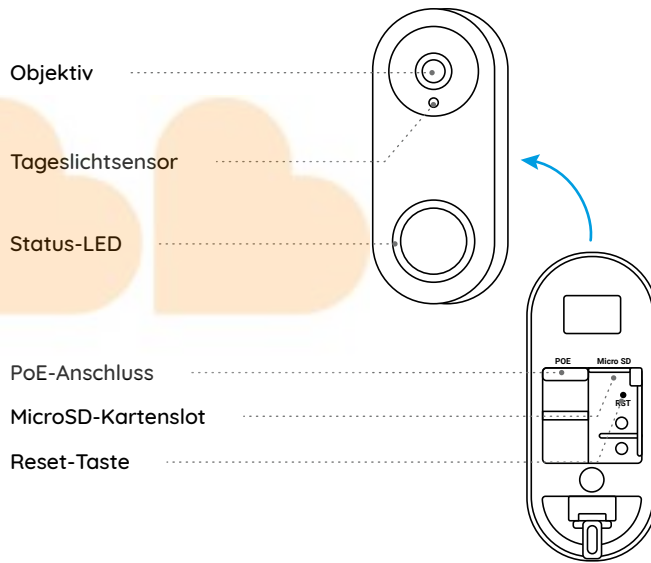 Objektiv
Tageslichtsensor
Status-LED
PoE-Anschluss
MicroSD-Kartenslot
Reset-Taste
POE Micro SD
RST